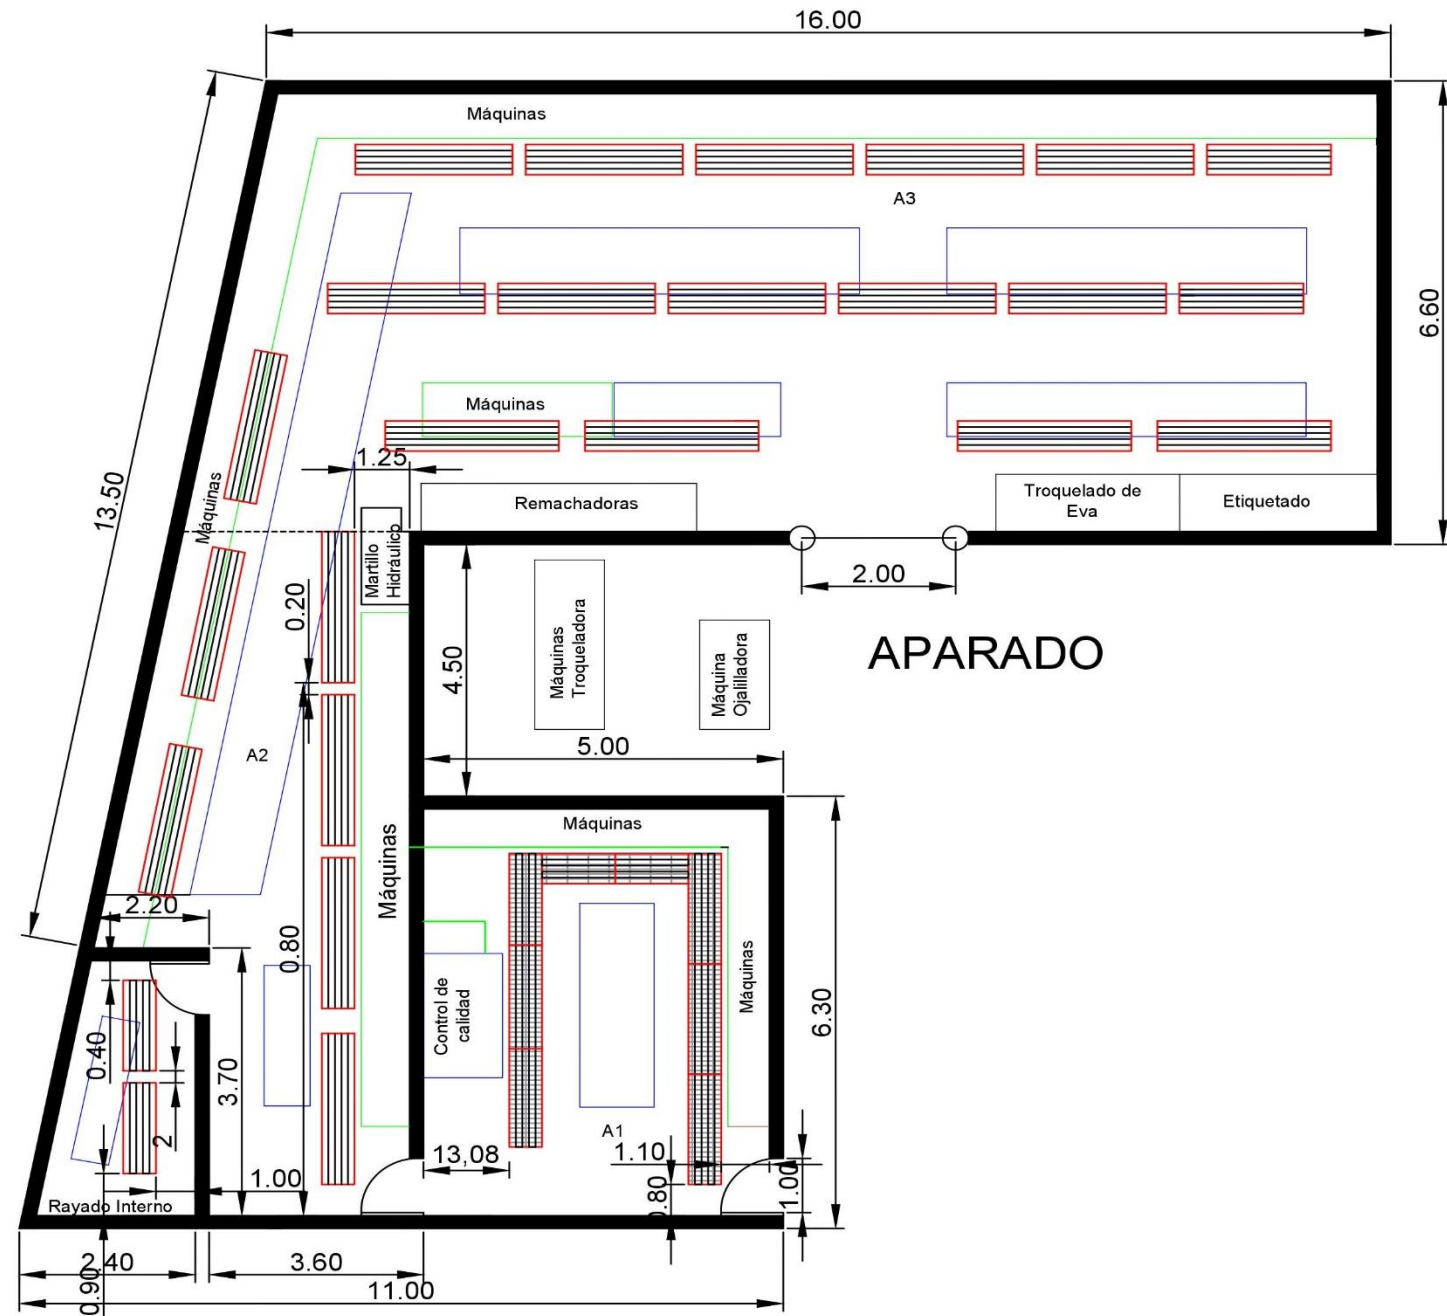 16.00
Máquinas
A3
6.60
13.50
Máquinas
Máquinas
1.25
Remachadoras
Troquelado de
Eva
Etiquetado
Martillo
Hidráulico
2.00
0.20
4.50
Máquinas
Troqueladora
Máquina
Ojalilladora
APARADO
5.00
A2
Máquinas
Máquinas
2.20
0.80
Control de
calidad
Máquinas
6.30
0.40
3.70
2
A1
13,08
1.10
1.00
0.80
1.00
Rayado Interno
2.40
3.60
0.90
11.00